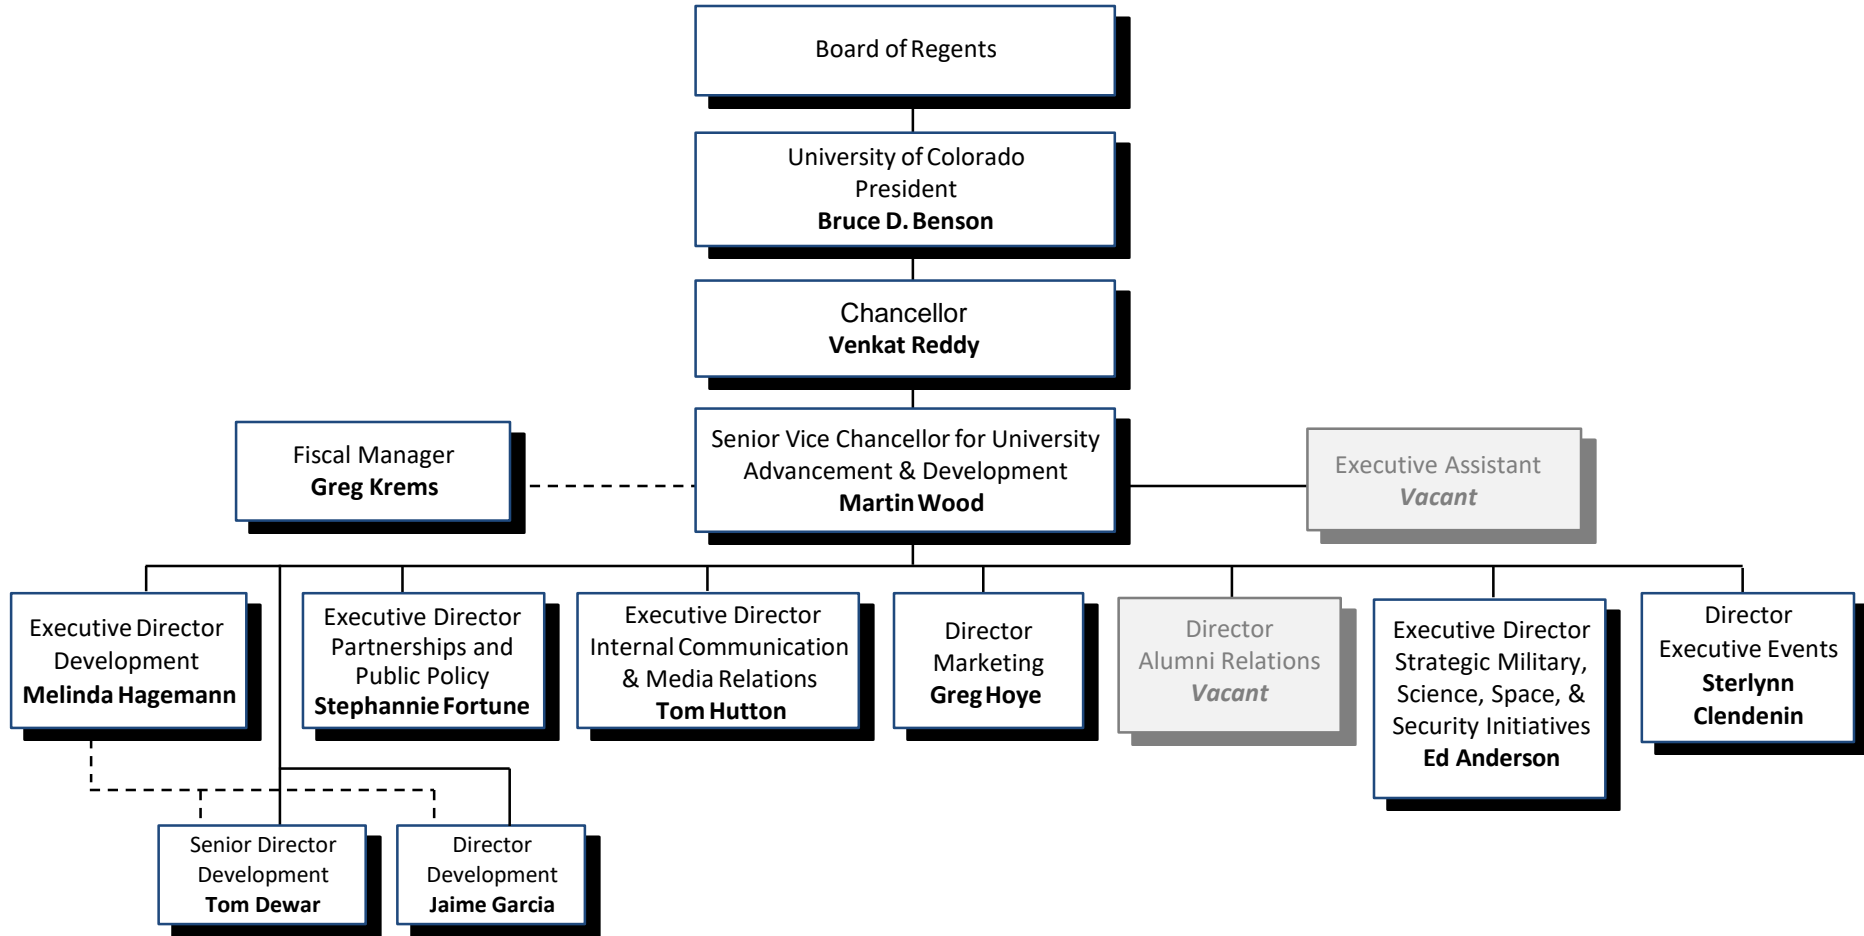 Board of Regents
University of Colorado
President
Bruce D. Benson
Chancellor
Venkat Reddy
Fiscal Manager
Greg Krems
Senior Vice Chancellor for University
Advancement & Development
Martin Wood
Executive Assistant
Vacant
Executive Director
Development
Melinda Hagemann
Executive Director
Partnerships and
Public Policy
Stephannie Fortune
Executive Director
Internal Communication
& Media Relations
Tom Hutton
Director
Marketing
Greg Hoye
Director
Alumni Relations
Vacant
Executive Director
Strategic Military,
Science, Space, &
Security Initiatives
Ed Anderson
Director
Executive Events
Sterlynn
Clendenin
Senior Director
Development
Tom Dewar
Director
Development
Jaime Garcia